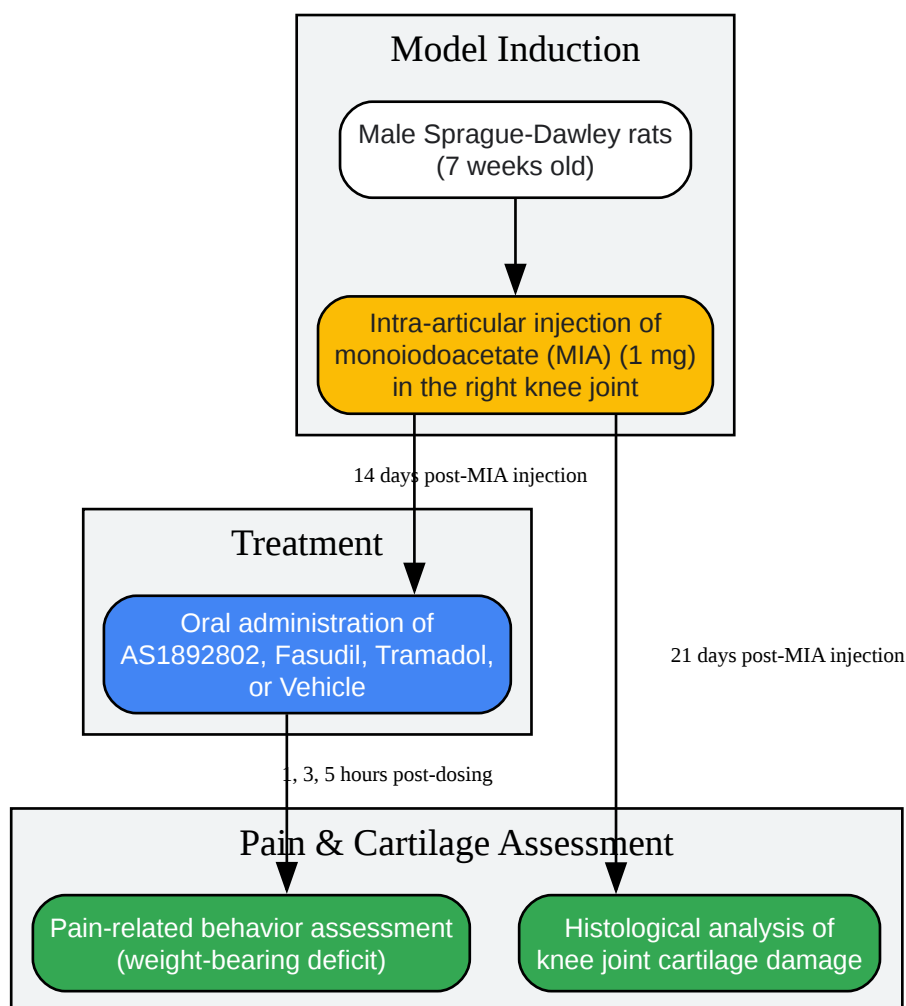 Model Induction
Male Sprague-Dawley rats
(7 weeks old)
Intra-articular injection of
monoiodoacetate (MIA) (1 mg)
in the right knee joint
14 days post-MIA injection
Treatment
Oral administration of
AS1892802, Fasudil, Tramadol,
or Vehicle
21 days post-MIA injection
1, 3, 5 hours post-dosing
Pain & Cartilage Assessment
Pain-related behavior assessment
(weight-bearing deficit)
Histological analysis of
knee joint cartilage damage